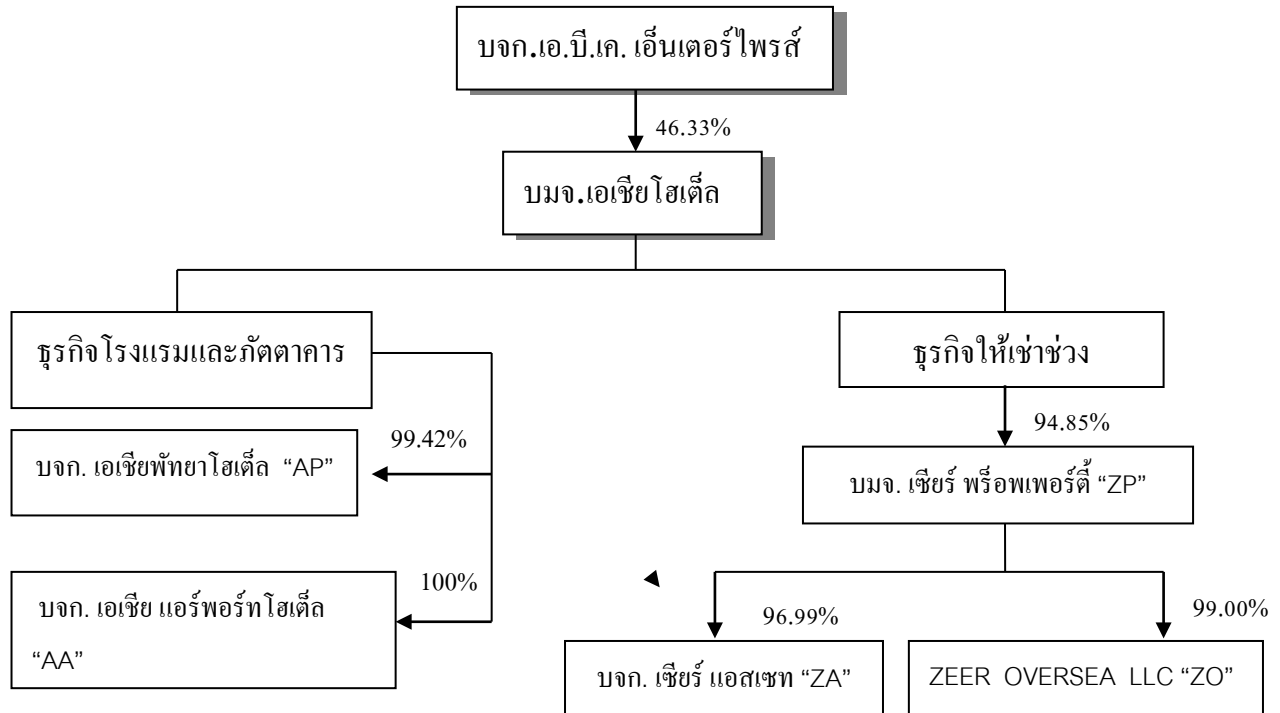 บจก.เอ.บี.เค. เอ็นเตอร์ไพรส์
46.33%
บมจ.เอเชียโฮเต็ล
ธุรกิจโรงแรมและภัตตาคาร
ธุรกิจให้เช่าช่วง
99.42%
94.85%
บจก. เอเชียพัทยาโฮเต็ล “AP”
บมจ. เซียร์ พร็อพเพอร์ตี้ “ZP”
100%
บจก. เอเชีย แอร์พอร์ทโฮเต็ล
“AA”
96.99%
99.00%
บจก. เซียร์ แอสเซท “ZA”
ZEER OVERSEA LLC “ZO”